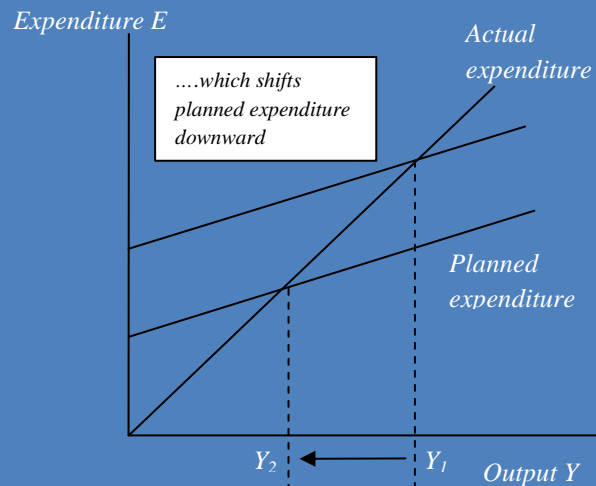 Expenditure E
Actual
expenditure
….which shifts
planned expenditure
downward
Planned
expenditure
Y2
Y1
Output Y